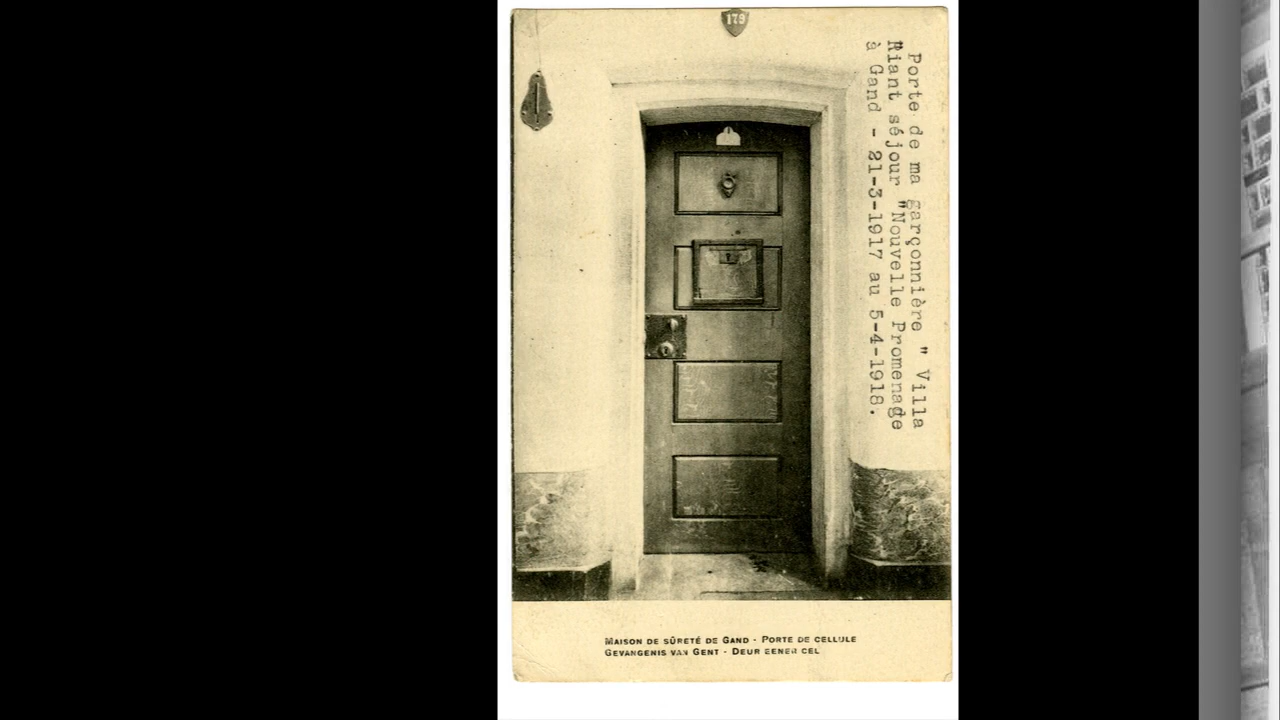 179
Porte de ma garçonnière " Villa
Riant séjour "Nouvelle Promenage
à Gand - 21-3-1917 au 5-4-1918.
MAISON DE SÛRETÉ DE GAND - PORTE DE CELLULE
GEVANGENIS VAN GENT - DEUR EENER CEL